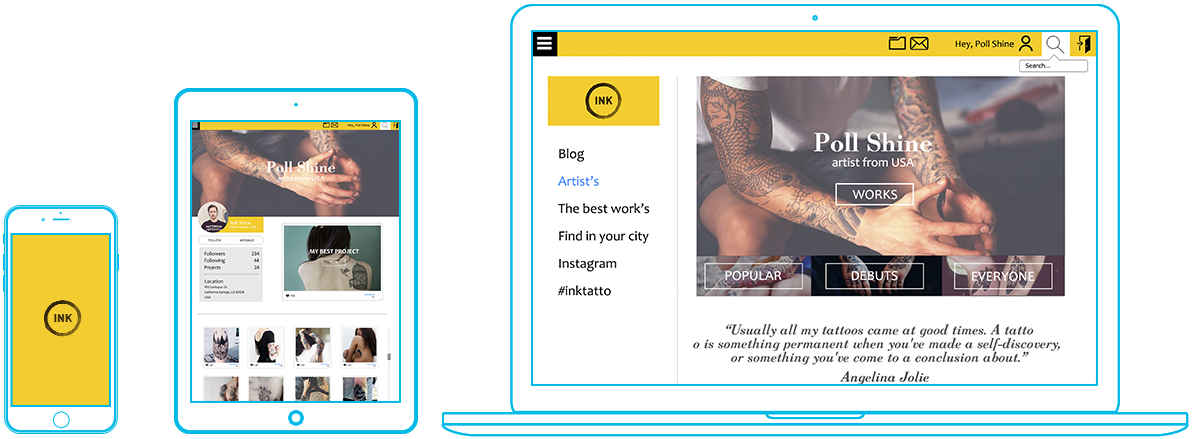 INK
Hey, Poll Shine
Poll Shine
artist from USA
Poll Shine
FOLLOW
MESSAGE
Followers 234
Following 44
Projects 24
Location
USA
MY BEST PROJECT
Hey, Poll Shine
Search...
INK
Blog
Artist’s
The best work’s
Find in your city
Instagram
#inktatto
Poll Shine
artist from USA
WORKS
POPULAR
DEBUTS
EVERYONE
“Usually all my tattoos came at good times. A tatto
o is something permanent when you've made a self-discovery,
or something you've come to a conclusion about.”
Angelina Jolie